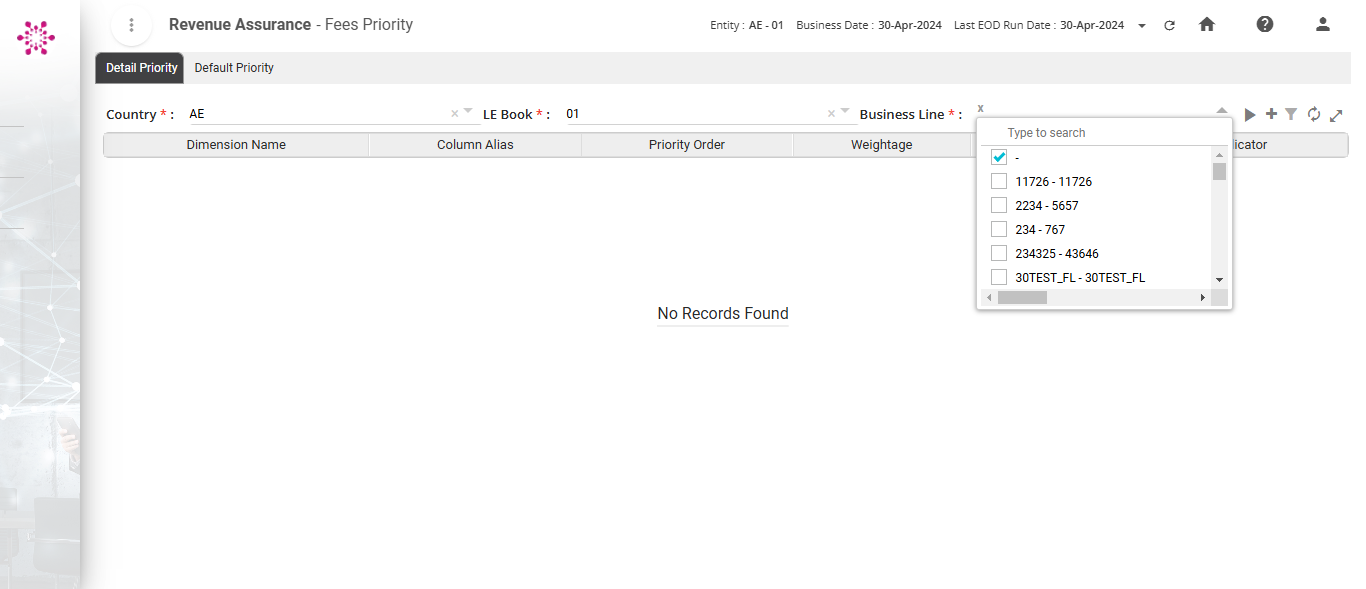 Revenue Assurance - Fees Priority
Entity : AE - 01 Business Date : 30-Apr-2024 Last EOD Run Date : 30-Apr-2024
Detail Priority Default Priority
Country * : AE LE Book * : 01 Business Line * :
Dimension Name Column Alias Priority Order Weightage licator
Type to search
-
11726 - 11726
2234 - 5657
234 - 767
234325 - 43646
30TEST_FL - 30TEST_FL
No Records Found